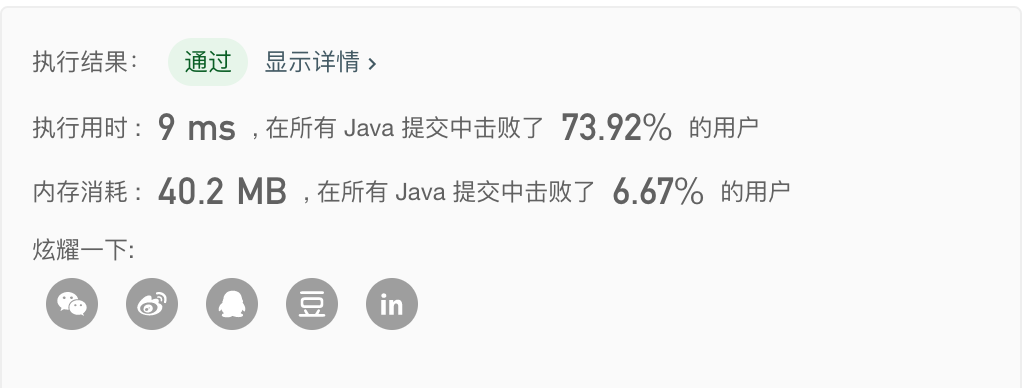 执行结果： 通过 显示详情 ›
执行用时： 9 ms ，在所有 Java 提交中击败了 73.92% 的用户
内存消耗： 40.2 MB ，在所有 Java 提交中击败了 6.67% 的用户
炫耀一下:
豆 in